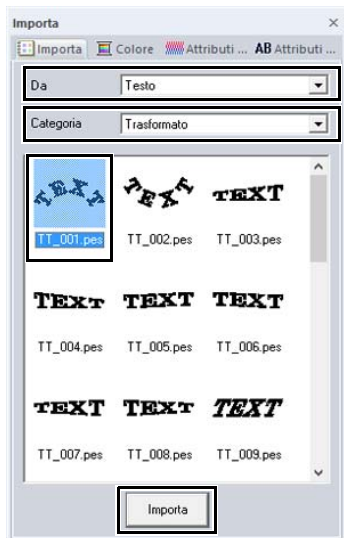 Importa
Importa Colore Attributi ... AB Attributi ...
Da Testo
Categoria Trasformato
TEXT TEXT TEXT
TT_001.pes TT_002.pes TT_003.pes
TEXT TEXT TEXT
TT_004.pes TT_005.pes TT_006.pes
TEXT TEXT TEXT
TT_007.pes TT_008.pes TT_009.pes
Importa